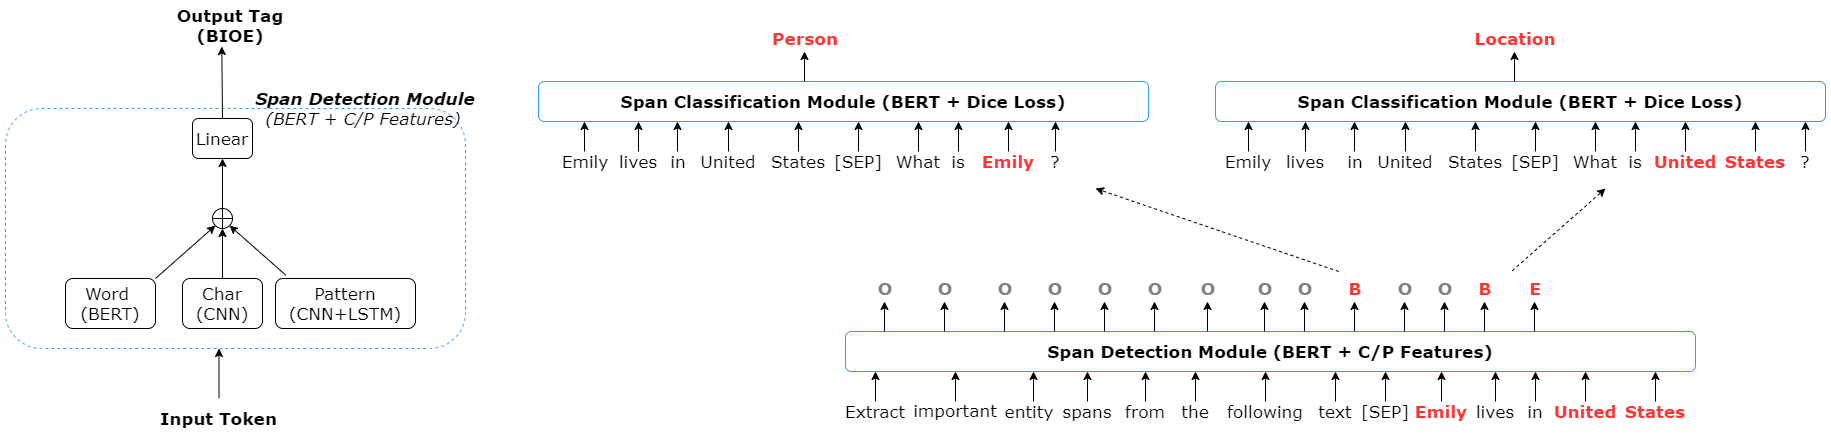 Output Tag
(BIOE)
Span Detection Module
(BERT + C/P Features)
Linear
Word
(BERT)
Char
(CNN)
Pattern
(CNN+LSTM)
Input Token
Person
Span Classification Module (BERT + Dice Loss)
Emily lives in United States [SEP] What is Emily ?
Location
Span Classification Module (BERT + Dice Loss)
Emily lives in United States [SEP] What is United States ?
O O O O O O O O O B O O B E
Span Detection Module (BERT + C/P Features)
Extract important entity spans from the following text [SEP] Emily lives in United States